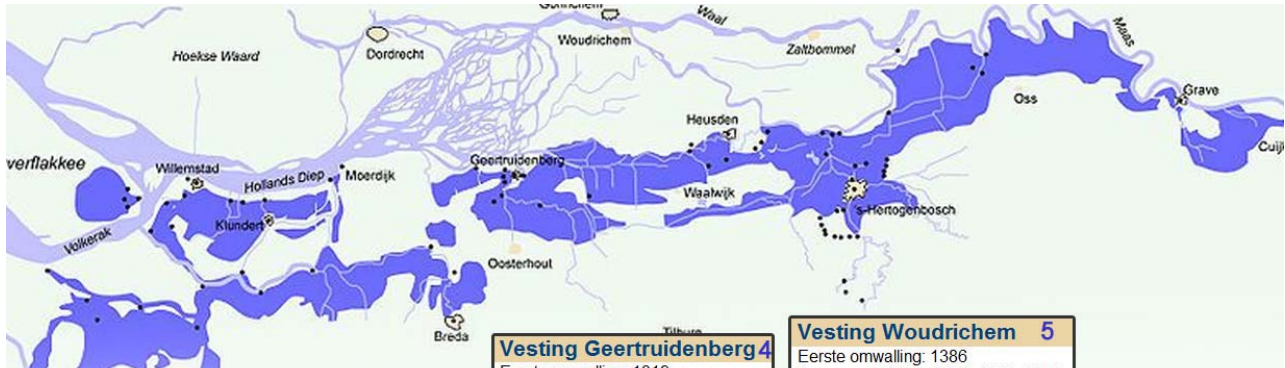 Gorinchem
Waal
Woudrichem
Zaltbommel
Maas
Hoekse Waard
Dordrecht
Oss
Grave
Heusden
Cuijk
verflakkee
Willemstad
Geertruidenberg
Hollands Diep
Moerdijk
Waalwijk
's-Hertogenbosch
Klundert
Volkerak
Oosterhout
Breda
Tilburg
Vesting Geertruidenberg 4
Vesting Woudrichem 5
Eerste omwalling: 1386